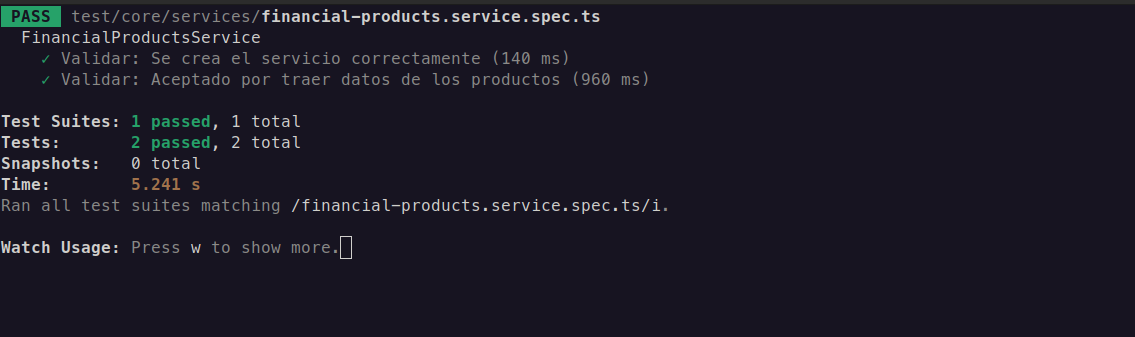 PASS test/core/services/financial-products.service.spec.ts
FinancialProductsService
✓ Validar: Se crea el servicio correctamente (140 ms)
✓ Validar: Aceptado por traer datos de los productos (960 ms)
Test Suites: 1 passed, 1 total
Tests: 2 passed, 2 total
Snapshots: 0 total
Time: 5.241 s
Ran all test suites matching /financial-products.service.spec.ts/i.
Watch Usage: Press w to show more.